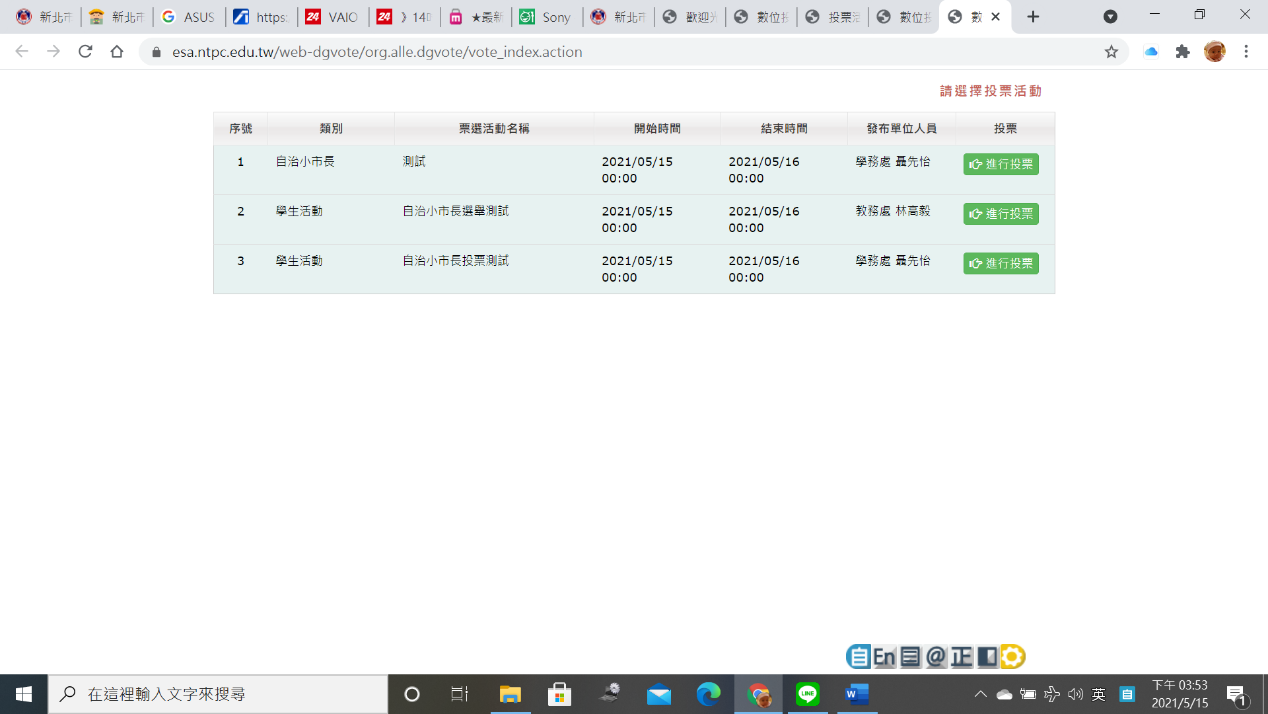 新北市
新北市
ASUS
https:
VAIO
》14吋
★最新
Sony
新北市
歡迎光
數位投
投票活
數位投
數
esa.ntpc.edu.tw/web-dgvote/org.alle.dgvote/vote_index.action
請選擇投票活動
序號 類別 票選活動名稱 開始時間 結束時間 發布單位人員 投票
1 自治小市長 測試 2021/05/15 00:00 2021/05/16 00:00 學務處 聶先怡 進行投票
2 學生活動 自治小市長選舉測試 2021/05/15 00:00 2021/05/16 00:00 教務處 林高毅 進行投票
3 學生活動 自治小市長投票測試 2021/05/15 00:00 2021/05/16 00:00 學務處 聶先怡 進行投票
En @ 正
在這裡輸入文字來搜尋
英
下午 03:53
2021/5/15
1